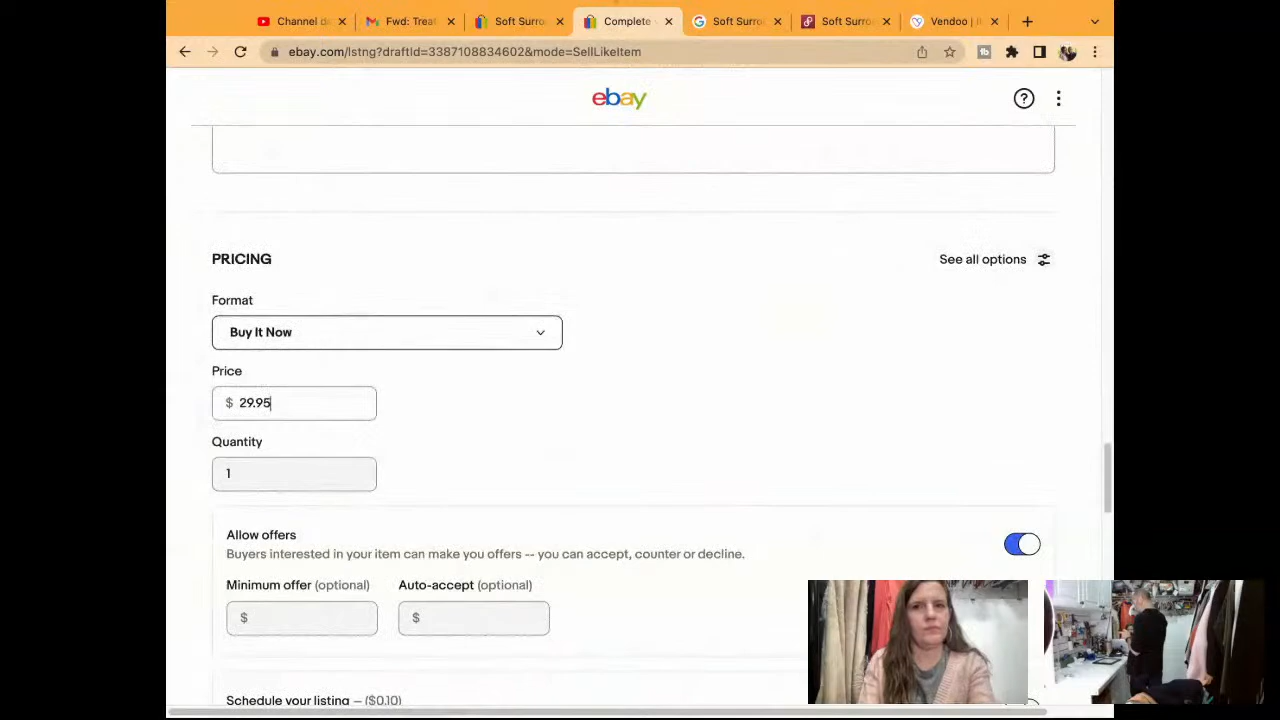 Channel da
Fwd: Treat
Soft Surro
Complete
Soft Surro
Soft Surro
Vendoo | I
ebay.com/lstng?draftId=3387108834602&mode=SellLikeItem
ebay
PRICING
See all options
Format
Buy It Now
Price
$ 29.95
Quantity
1
Allow offers
Buyers interested in your item can make you offers -- you can accept, counter or decline.
Minimum offer (optional)
Auto-accept (optional)
$
$
Schedule your listing – ($0.10)